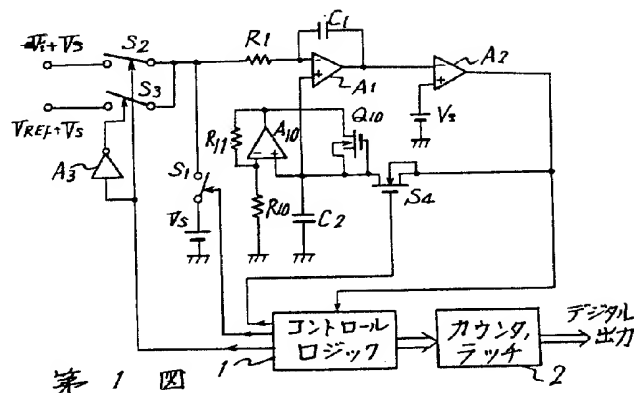 -Vi+Vs
S2
VREF+Vs
S3
A3
S1
Vs
R1
C1
A1
A2
Vs
R11
A10
Q10
R10
C2
S4
コントロール
ロジック
1
カウンタ,
ラッチ
2
デジタル
出力
第 1 図